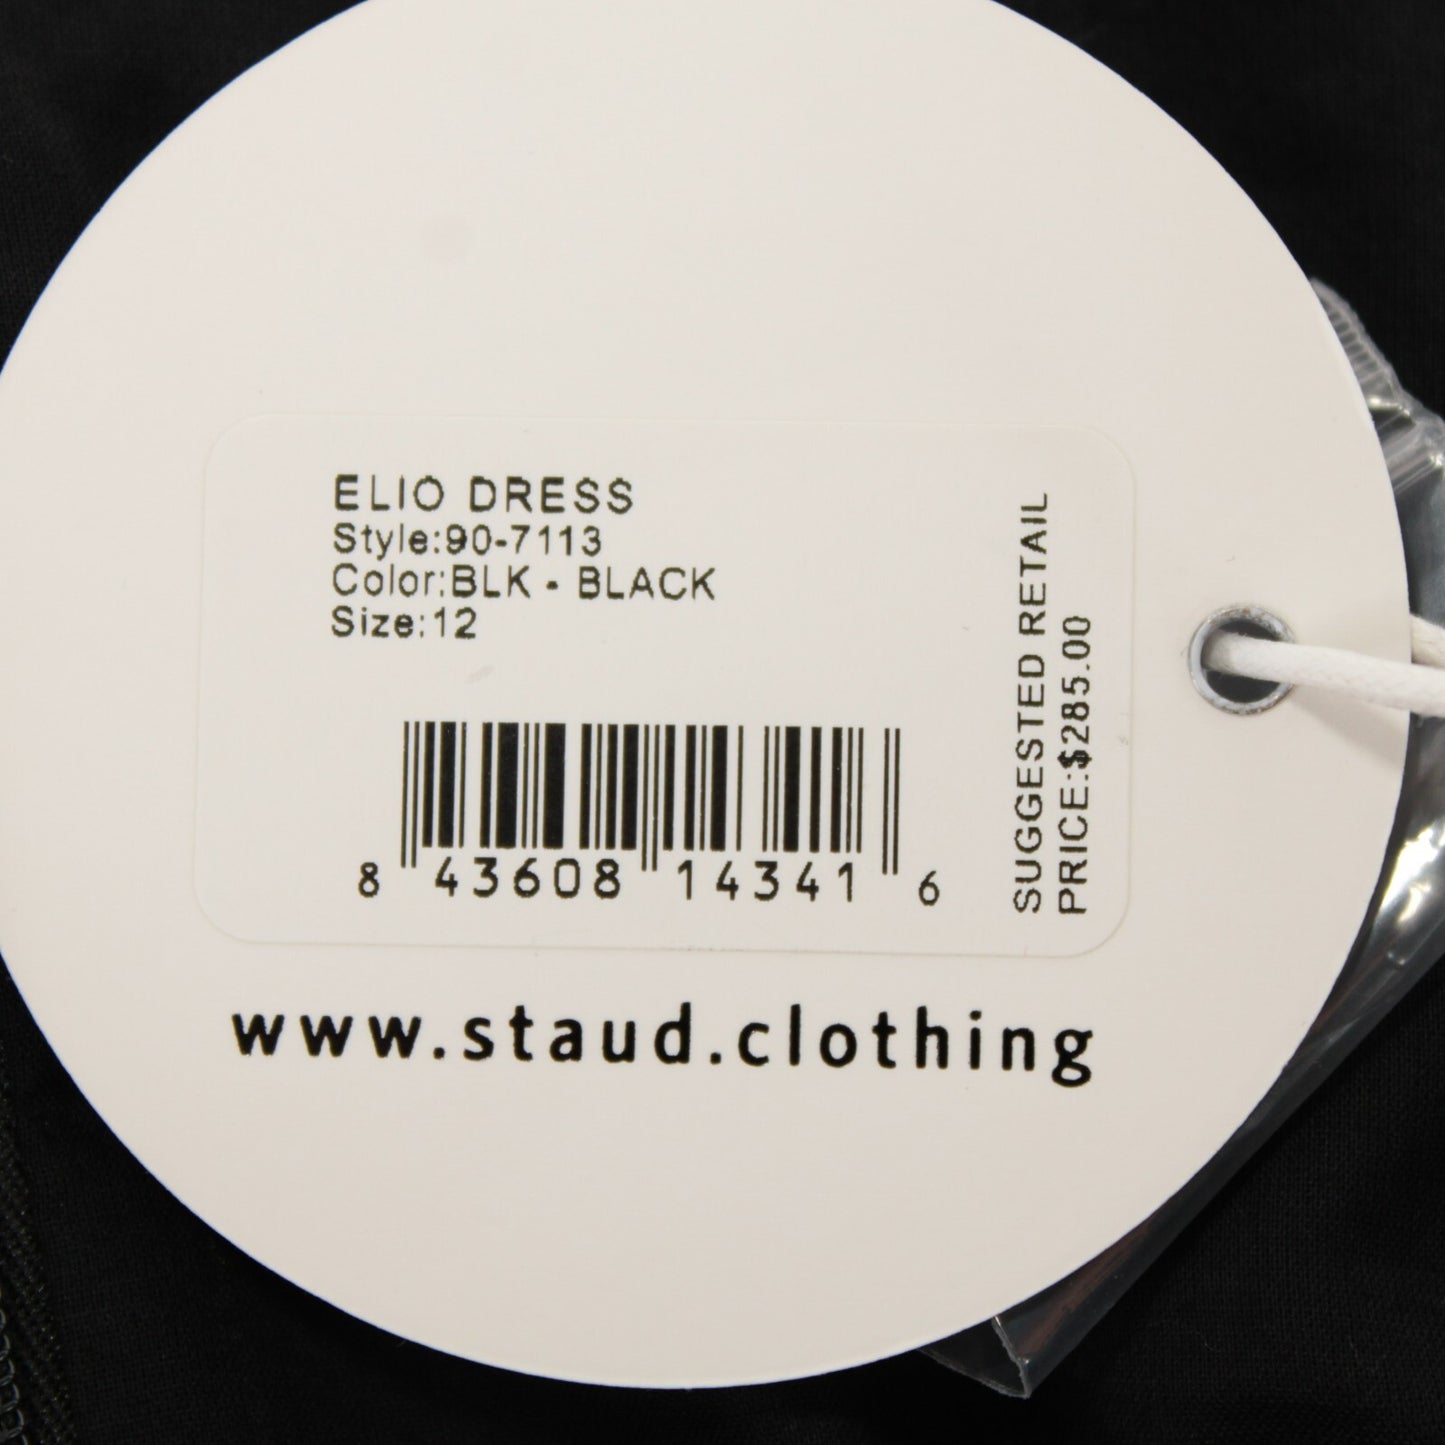 ELIO DRESS
Style:90-7113
Color:BLK - BLACK
Size:12
8 43608 14341 6
SUGGESTED RETAIL
PRICE:$285.00
www.staud.clothing